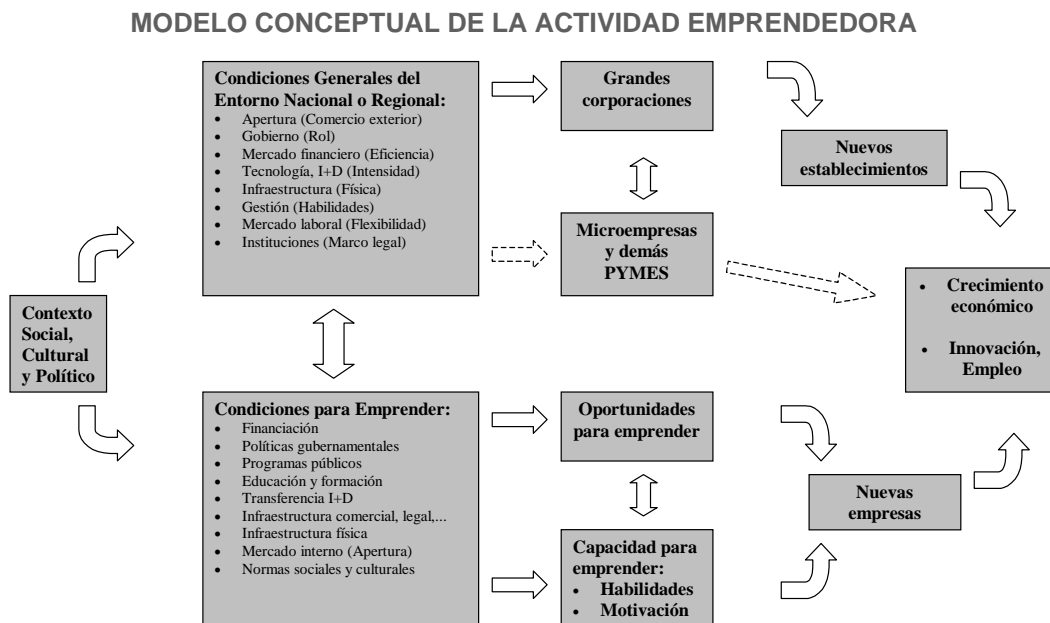 MODELO CONCEPTUAL DE LA ACTIVIDAD EMPRENDEDORA
Condiciones Generales del
Entorno Nacional o Regional:
• Apertura (Comercio exterior)
• Gobierno (Rol)
• Mercado financiero (Eficiencia)
• Tecnología, I+D (Intensidad)
• Infraestructura (Física)
• Gestión (Habilidades)
• Mercado laboral (Flexibilidad)
• Instituciones (Marco legal)
Grandes
corporaciones
Nuevos
establecimientos
Microempresas
y demás
PYMES
Contexto
Social,
Cultural
y Político
• Crecimiento
económico
• Innovación,
Empleo
Condiciones para Emprender:
• Financiación
• Políticas gubernamentales
• Programas públicos
• Educación y formación
• Transferencia I+D
• Infraestructura comercial, legal,...
• Infraestructura física
• Mercado interno (Apertura)
• Normas sociales y culturales
Oportunidades
para emprender
Nuevas
empresas
Capacidad para
emprender:
• Habilidades
• Motivación